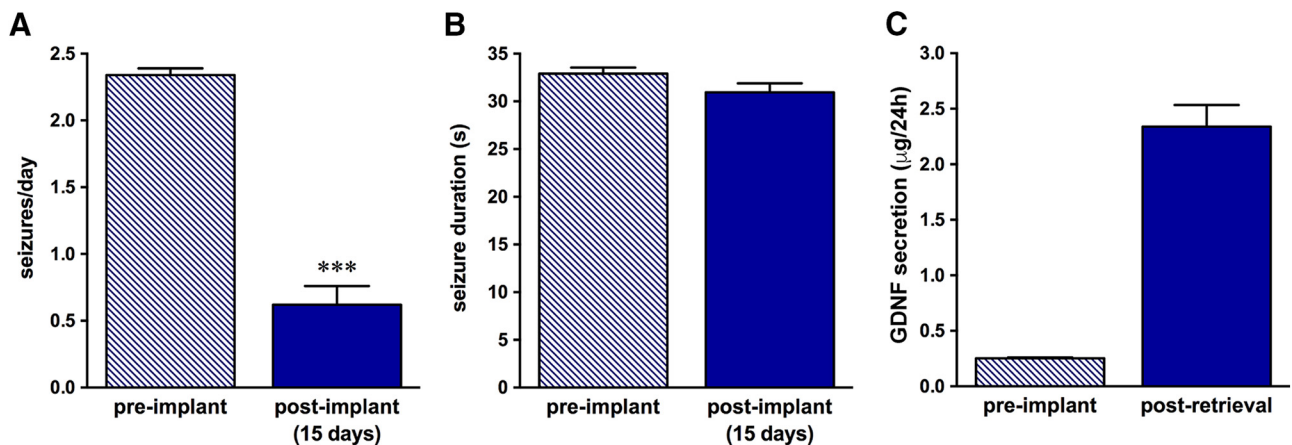 A
seizures/day
2.5
2.0
1.5
1.0
0.5
0.0
***
pre-implant
post-implant
(15 days)
B
seizure duration (s)
35
30
25
20
15
10
5
0
pre-implant
post-implant
(15 days)
C
GDNF secretion (μg/24h)
3.0
2.5
2.0
1.5
1.0
0.5
0.0
pre-implant
post-retrieval